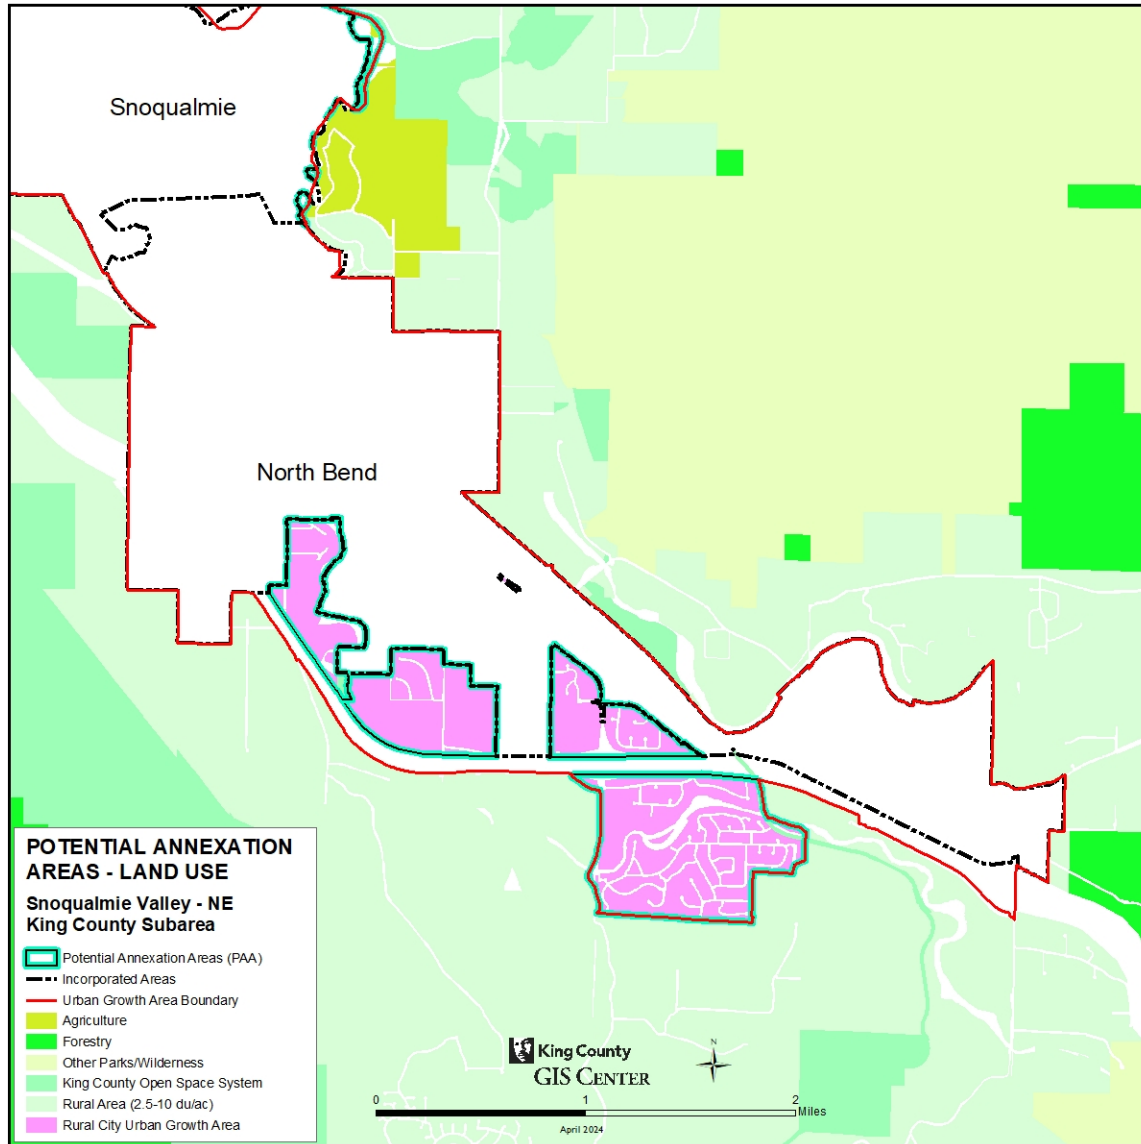 Snoqualmie
North Bend
POTENTIAL ANNEXATION
AREAS - LAND USE
Snoqualmie Valley - NE
King County Subarea
Potential Annexation Areas (PAA)
Incorporated Areas
Urban Growth Area Boundary
Agriculture
Forestry
Other Parks/Wilderness
King County Open Space System
Rural Area (2.5-10 du/ac)
Rural City Urban Growth Area
King County
GIS CENTER
N
0 1 2
Miles
April 2024